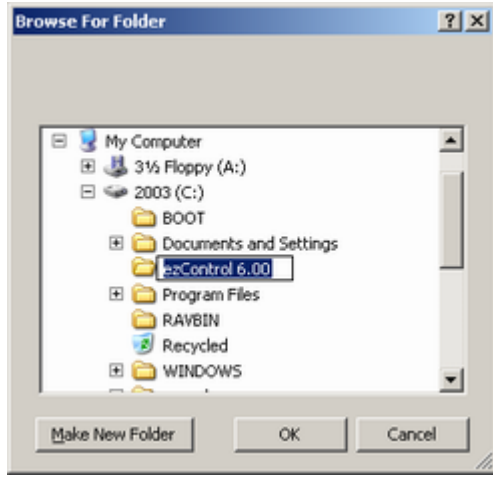 Browse For Folder
My Computer
3½ Floppy (A:)
2003 (C:)
BOOT
Documents and Settings
ezControl 6.00
Program Files
RAVBIN
Recycled
WINDOWS
Make New Folder
OK
Cancel